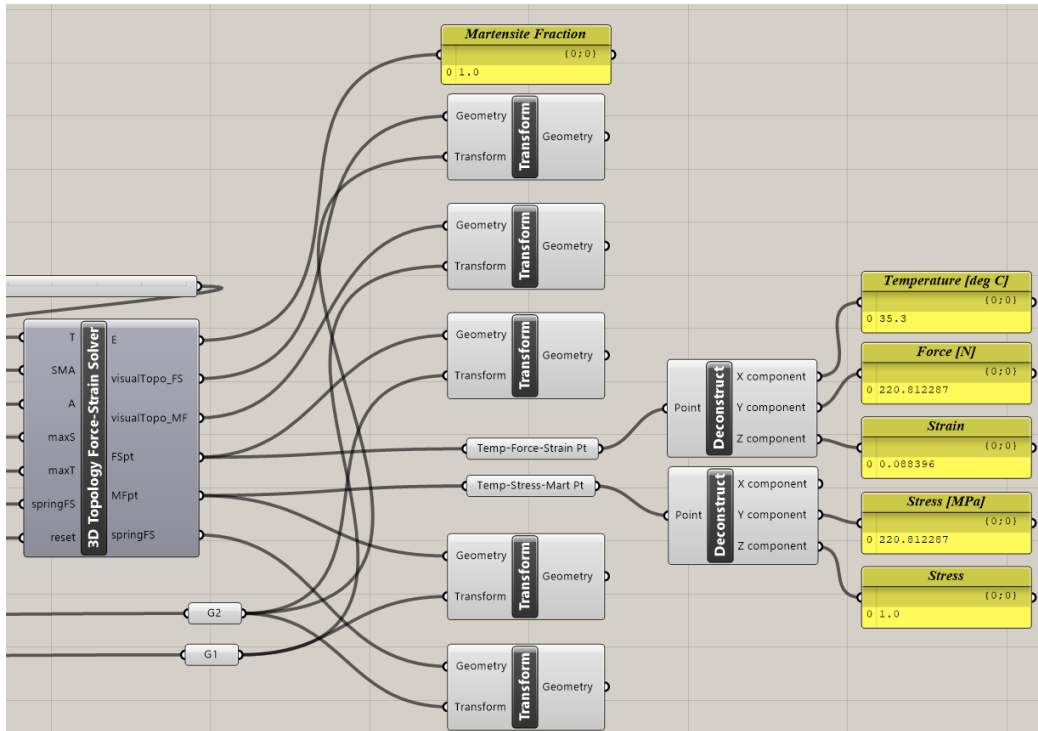 Martensite Fraction
{0;0}
0 1.0
Geometry
Transform
Transform
Geometry
Geometry
Transform
Transform
Geometry
Geometry
Transform
Transform
Geometry
3D Topology Force-Strain Solver
T
SMA
A
maxS
maxT
springFS
reset
E
visualTopo_FS
visualTopo_MF
FSpt
MFpt
springFS
Temp-Force-Strain Pt
Temp-Stress-Mart Pt
Point
Deconstruct
X component
Y component
Z component
Point
Deconstruct
X component
Y component
Z component
Temperature [deg C]
{0;0}
0 35.3
Force [N]
{0;0}
0 220.812287
Strain
{0;0}
0 0.088396
Stress [MPa]
{0;0}
0 220.812287
Stress
{0;0}
0 1.0
Geometry
Transform
Transform
Geometry
G2
G1
Geometry
Transform
Transform
Geometry